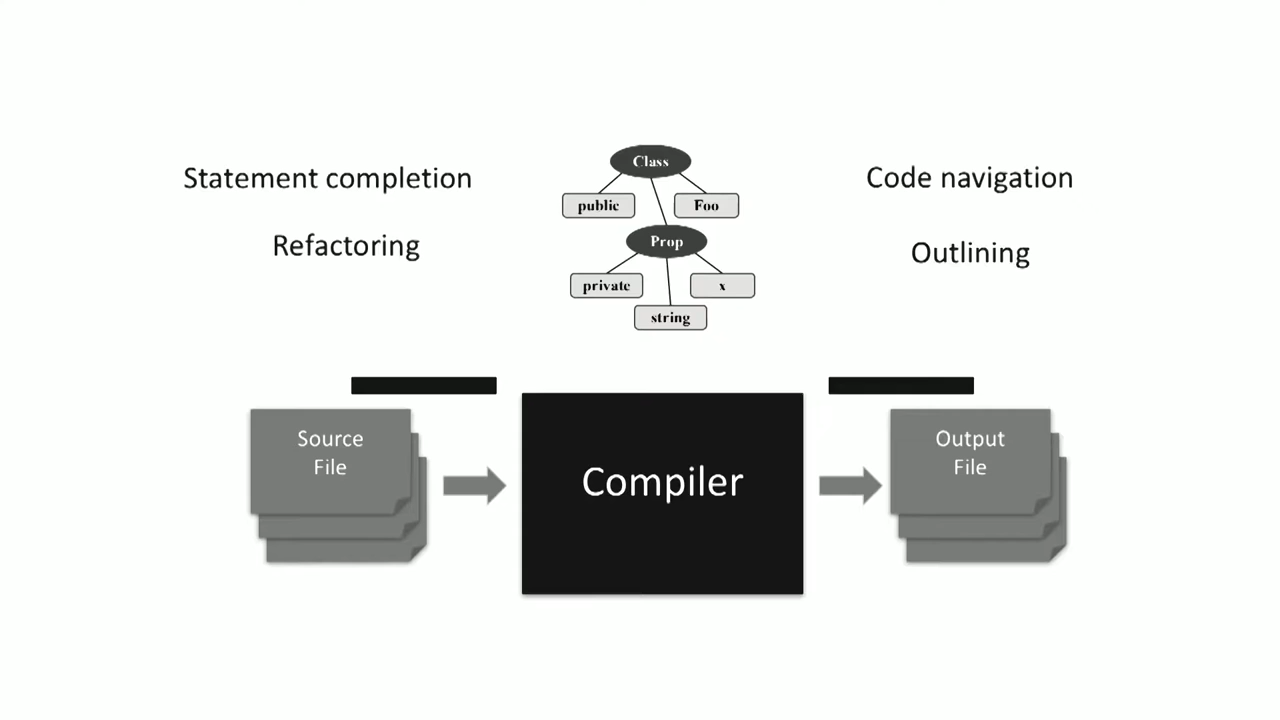 Statement completion
Refactoring
Class
public
Foo
Prop
private
x
string
Code navigation
Outlining
Source
File
Compiler
Output
File